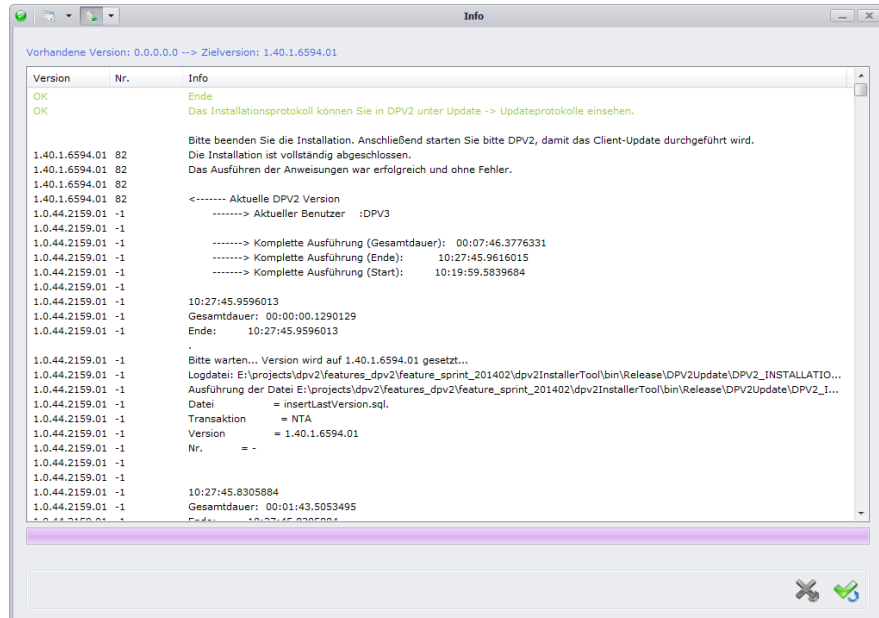 Info
Vorhandene Version: 0.0.0.0.0 --> Zielversion: 1.40.1.6594.01
Version Nr. Info
OK Ende
OK Das Installationsprotokoll können Sie in DPV2 unter Update -> Updateprotokolle einsehen.
Bitte beenden Sie die Installation. Anschließend starten Sie bitte DPV2, damit das Client-Update durchgeführt wird.
1.40.1.6594.01 82 Die Installation ist vollständig abgeschlossen.
1.40.1.6594.01 82 Das Ausführen der Anweisungen war erfolgreich und ohne Fehler.
1.40.1.6594.01 82
1.40.1.6594.01 82 <------- Aktuelle DPV2 Version
1.0.44.2159.01 -1 -------> Aktueller Benutzer :DPV3
1.0.44.2159.01 -1
1.0.44.2159.01 -1 -------> Komplette Ausführung (Gesamtdauer): 00:07:46.3776331
1.0.44.2159.01 -1 -------> Komplette Ausführung (Ende): 10:27:45.9616015
1.0.44.2159.01 -1 -------> Komplette Ausführung (Start): 10:19:59.5839684
1.0.44.2159.01 -1
1.0.44.2159.01 -1 10:27:45.9596013
1.0.44.2159.01 -1 Gesamtdauer: 00:00:00.1290129
1.0.44.2159.01 -1 Ende: 10:27:45.9596013
.
1.0.44.2159.01 -1 Bitte warten... Version wird auf 1.40.1.6594.01 gesetzt...
1.0.44.2159.01 -1 Logdatei: E:\projects\dpv2\features_dpv2\feature_sprint_201402\dpv2InstallerTool\bin\Release\DPV2Update\DPV2_INSTALLATIO...
1.0.44.2159.01 -1 Ausführung der Datei E:\projects\dpv2\features_dpv2\feature_sprint_201402\dpv2InstallerTool\bin\Release\DPV2Update\DPV2_I...
1.0.44.2159.01 -1 Datei = insertLastVersion.sql.
1.0.44.2159.01 -1 Transaktion = NTA
1.0.44.2159.01 -1 Version = 1.40.1.6594.01
1.0.44.2159.01 -1 Nr. = -
1.0.44.2159.01 -1
1.0.44.2159.01 -1
1.0.44.2159.01 -1 10:27:45.8305884
1.0.44.2159.01 -1 Gesamtdauer: 00:01:43.5053495
1.0.44.2159.01 -1 Ende: 10:27:45.8305884